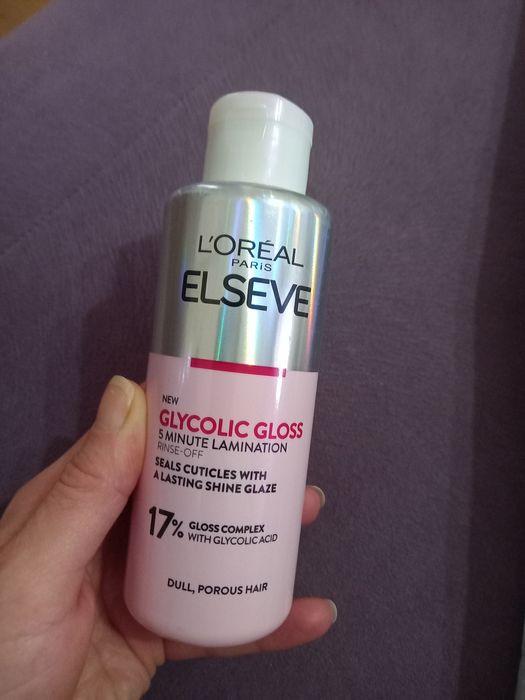 L'ORÉAL
PARIS
ELSEVE
NEW
GLYCOLIC GLOSS
5 MINUTE LAMINATION
RINSE-OFF
SEALS CUTICLES WITH
A LASTING SHINE GLAZE
17% GLOSS COMPLEX
WITH GLYCOLIC ACID
DULL, POROUS HAIR